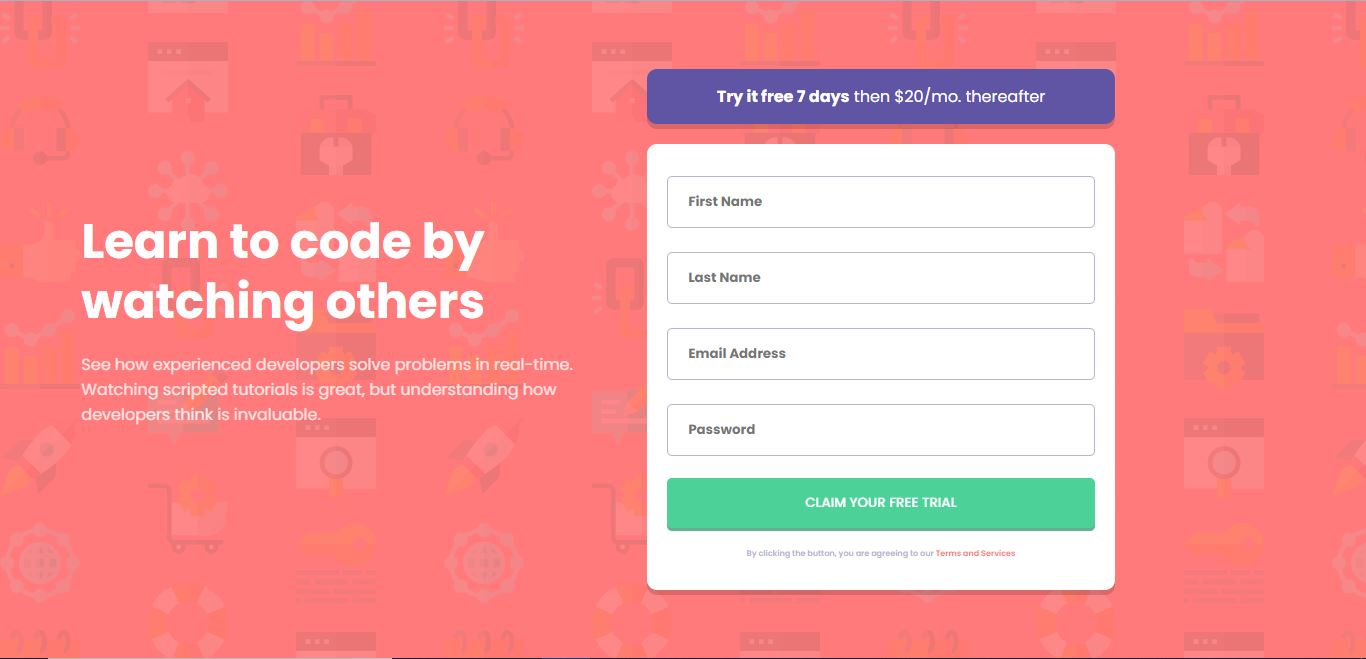 Learn to code by
watching others
See how experienced developers solve problems in real-time.
Watching scripted tutorials is great, but understanding how
developers think is invaluable.
Try it free 7 days then $20/mo. thereafter
First Name
Last Name
Email Address
Password
CLAIM YOUR FREE TRIAL
By clicking the button, you are agreeing to our Terms and Services